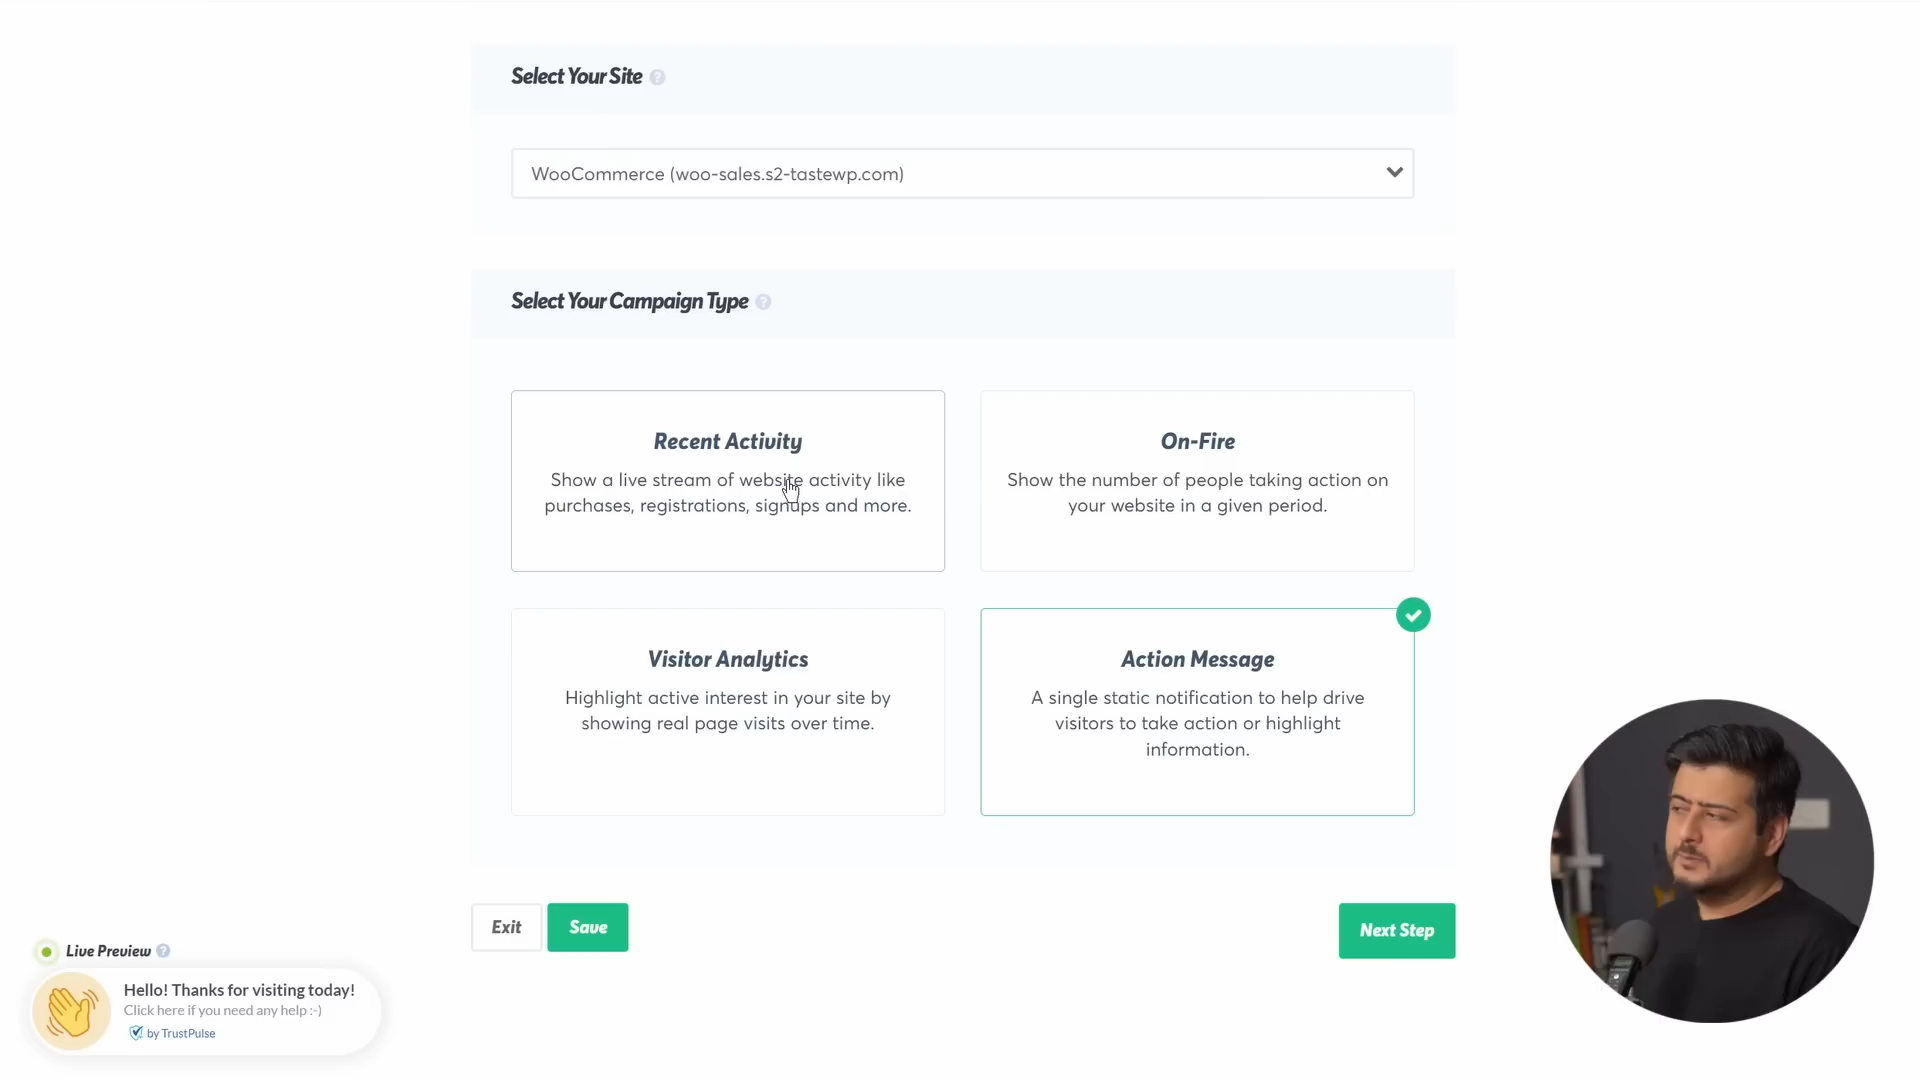 Select Your Site
WooCommerce (woo-sales.s2-tastewp.com)
Select Your Campaign Type
Recent Activity
Show a live stream of website activity like
purchases, registrations, signups and more.
On-Fire
Show the number of people taking action on
your website in a given period.
Visitor Analytics
Highlight active interest in your site by
showing real page visits over time.
Action Message
A single static notification to help drive
visitors to take action or highlight
information.
Exit
Save
Next Step
Live Preview
Hello! Thanks for visiting today!
Click here if you need any help :-)
by TrustPulse